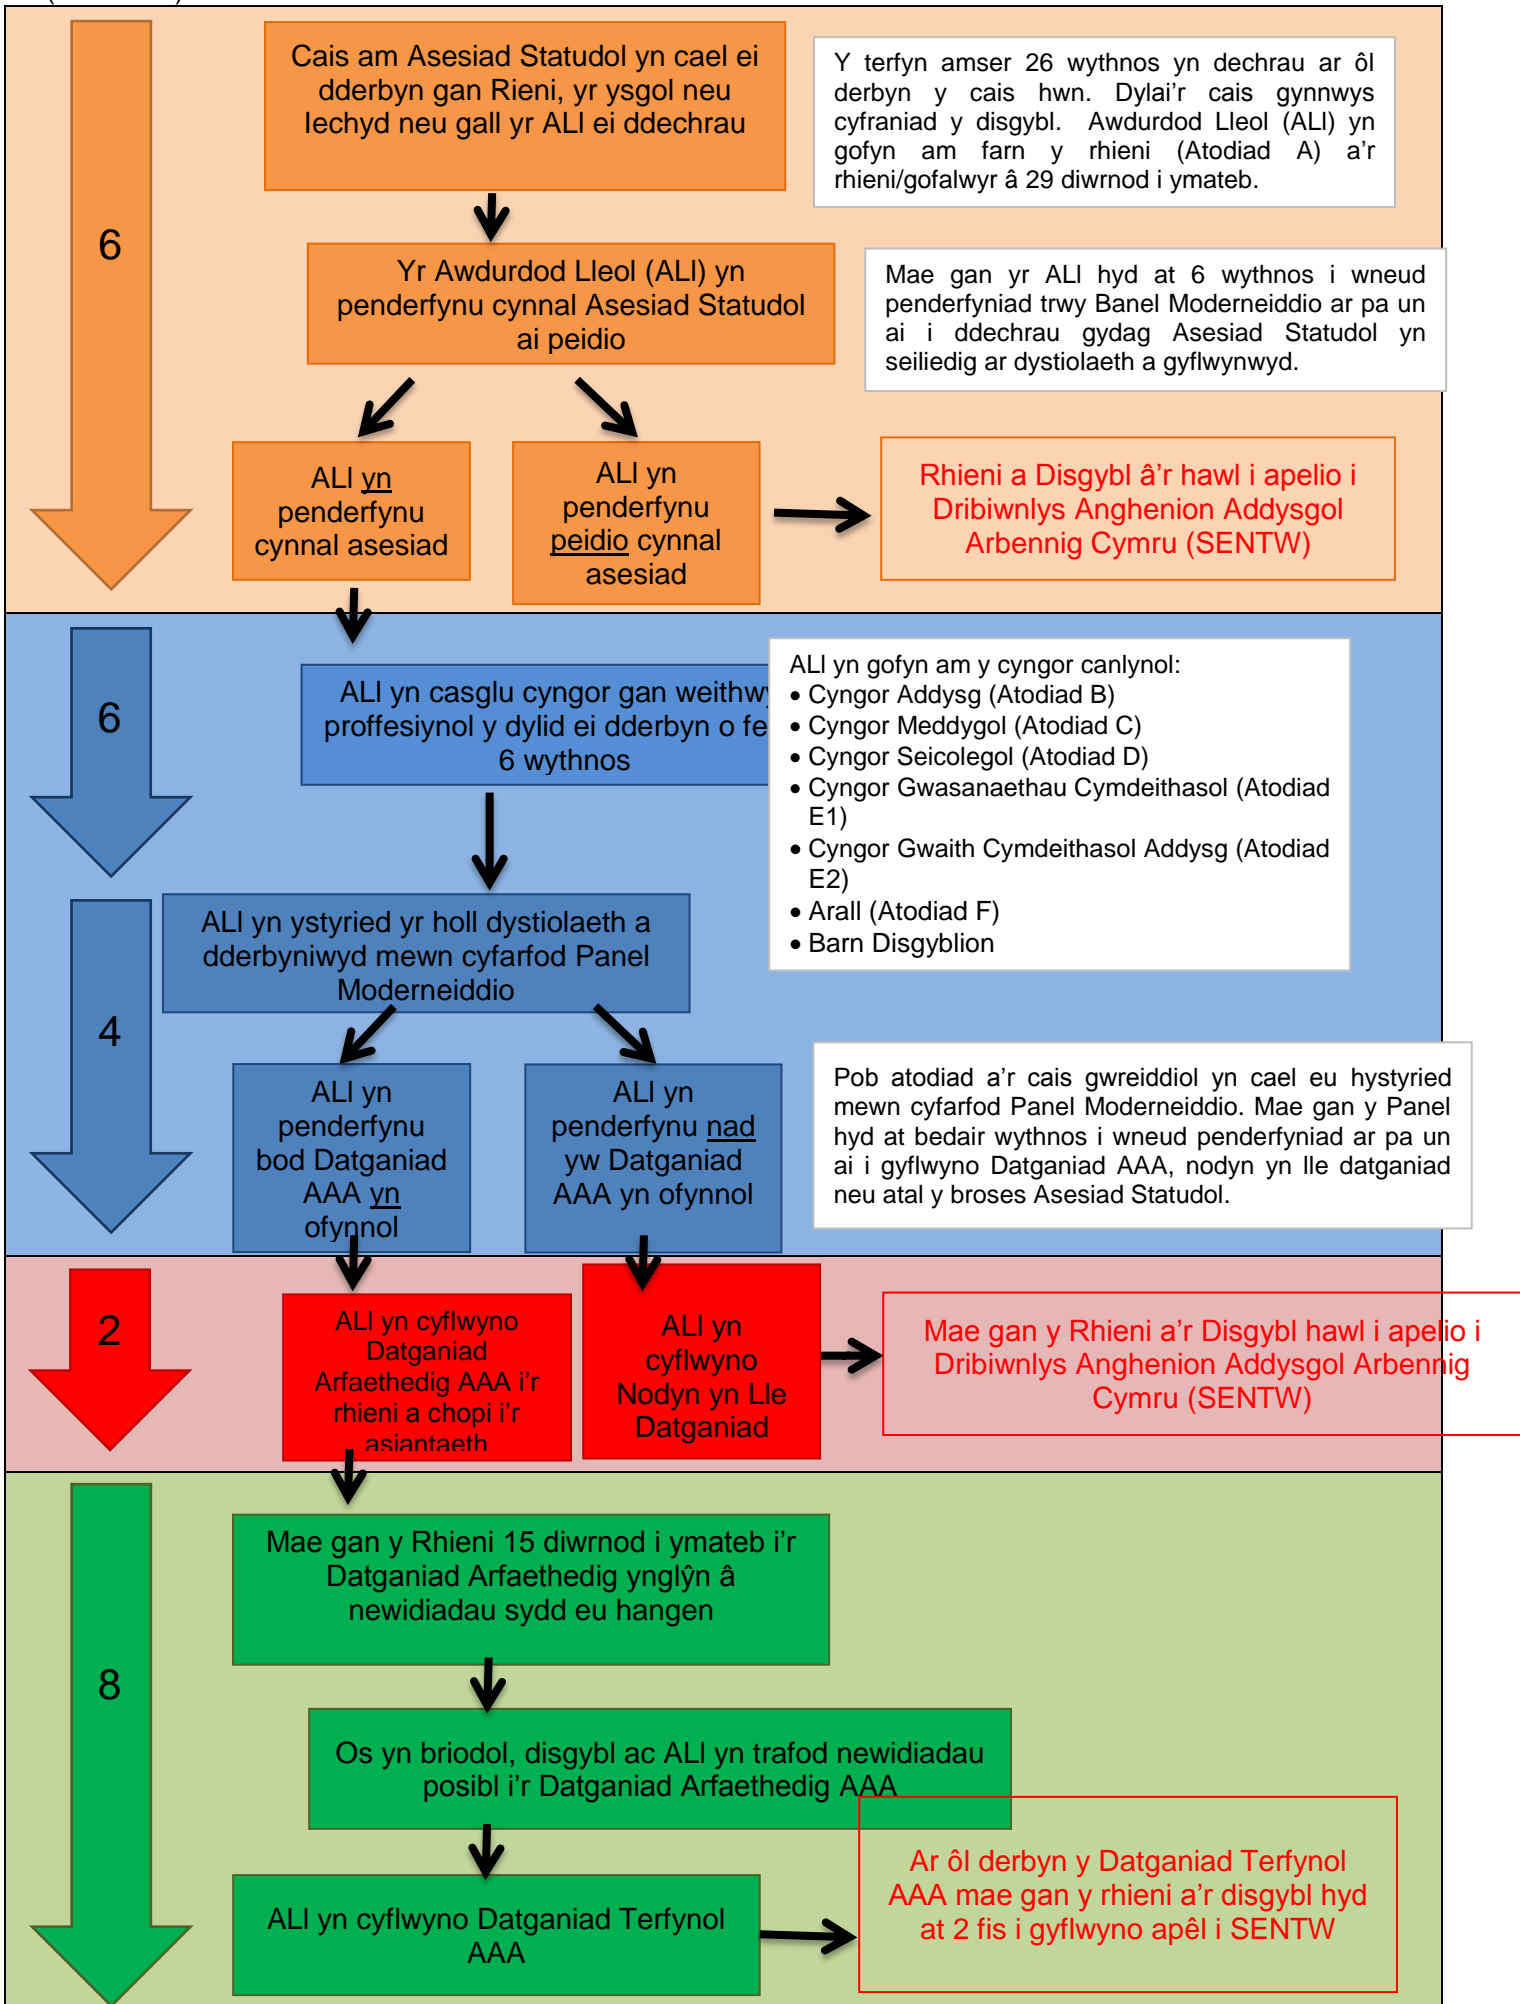 6
Cais am Asesiad Statudol yn cael ei
dderbyn gan Rieni, yr ysgol neu
Iechyd neu gall yr ALl ei ddechrau
Y terfyn amser 26 wythnos yn dechrau ar ôl
derbyn y cais hwn. Dylai'r cais gynnwys
cyfraniad y disgybl. Awdurdod Lleol (ALl) yn
gofyn am farn y rhieni (Atodiad A) a'r
rhieni/gofalwyr â 29 diwrnod i ymateb.
Yr Awdurdod Lleol (ALl) yn
penderfynu cynnal Asesiad Statudol
ai peidio
Mae gan yr ALl hyd at 6 wythnos i wneud
penderfyniad trwy Banel Moderneiddio ar pa un
ai i ddechrau gydag Asesiad Statudol yn
seiliedig ar dystiolaeth a gyflwynwyd.
ALl yn
penderfynu
cynnal asesiad
ALl yn
penderfynu
peidio cynnal
asesiad
Rhieni a Disgybl â'r hawl i apelio i
Dribiwnlys Anghenion Addysgol
Arbennig Cymru (SENTW)
6
ALl yn casglu cyngor gan weithwy
proffesiynol y dylid ei dderbyn o fe
6 wythnos
ALl yn gofyn am y cyngor canlynol:
• Cyngor Addysg (Atodiad B)
• Cyngor Meddygol (Atodiad C)
• Cyngor Seicolegol (Atodiad D)
• Cyngor Gwasanaethau Cymdeithasol (Atodiad
E1)
• Cyngor Gwaith Cymdeithasol Addysg (Atodiad
E2)
• Arall (Atodiad F)
• Barn Disgyblion
4
ALl yn ystyried yr holl dystiolaeth a
dderbyniwyd mewn cyfarfod Panel
Moderneiddio
ALl yn
penderfynu
bod Datganiad
AAA yn
ofynnol
ALl yn
penderfynu nad
yw Datganiad
AAA yn ofynnol
Pob atodiad a'r cais gwreiddiol yn cael eu hystyried
mewn cyfarfod Panel Moderneiddio. Mae gan y Panel
hyd at bedair wythnos i wneud penderfyniad ar pa un
ai i gyflwyno Datganiad AAA, nodyn yn lle datganiad
neu atal y broses Asesiad Statudol.
2
ALl yn cyflwyno
Datganiad
Arfaethedig AAA i'r
rhieni a chopi i'r
asiantaeth
ALl yn
cyflwyno
Nodyn yn Lle
Datganiad
Mae gan y Rhieni a'r Disgybl hawl i apelio i
Dribiwnlys Anghenion Addysgol Arbennig
Cymru (SENTW)
8
Mae gan y Rhieni 15 diwrnod i ymateb i'r
Datganiad Arfaethedig ynglŷn â
newidiadau sydd eu hangen
Os yn briodol, disgybl ac ALl yn trafod newidiadau
posibl i'r Datganiad Arfaethedig AAA
ALl yn cyflwyno Datganiad Terfynol
AAA
Ar ôl derbyn y Datganiad Terfynol
AAA mae gan y rhieni a'r disgybl hyd
at 2 fis i gyflwyno apêl i SENTW